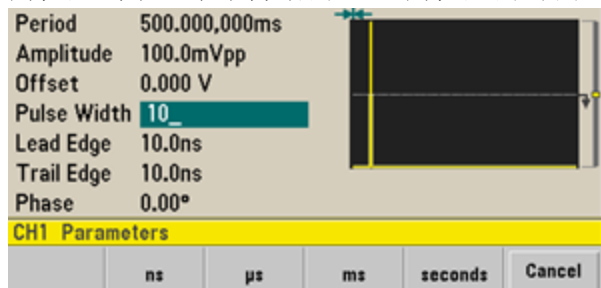 Period 500.000,000ms
Amplitude 100.0mVpp
Offset 0.000 V
Pulse Width 10_
Lead Edge 10.0ns
Trail Edge 10.0ns
Phase 0.00°
CH1 Parameters
ns µs ms seconds Cancel